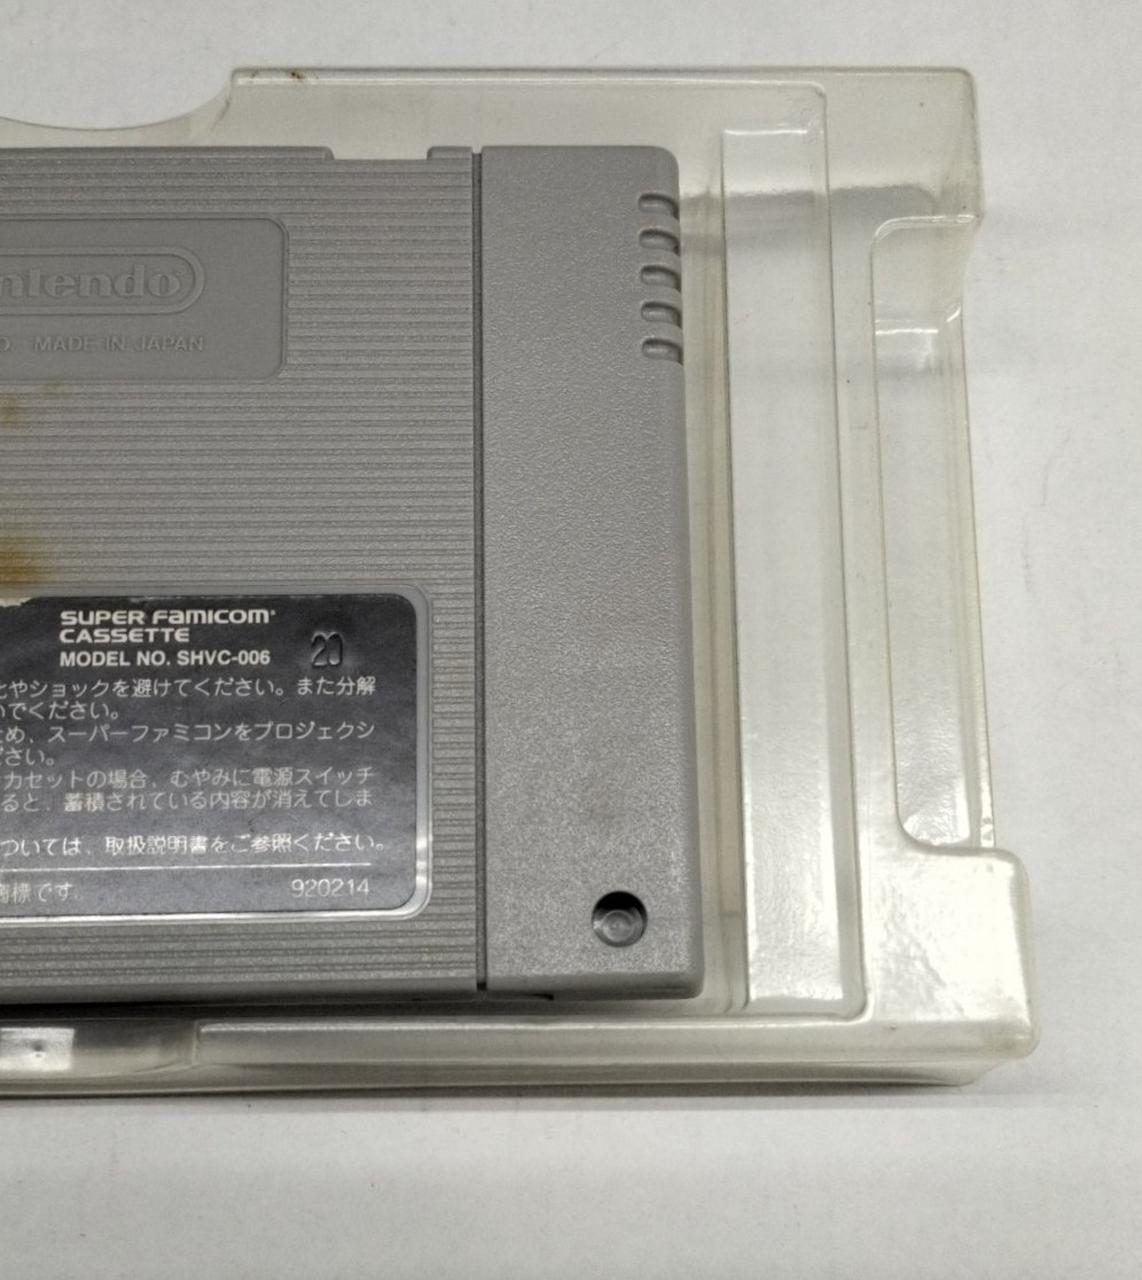 ntendo
MADE IN JAPAN
SUPER FAMICOM
CASSETTE
MODEL NO. SHVC-006
20
やショックを避けてください。また分解
いでください。
め、スーパーファミコンをプロジェクシ
ださい。
カセットの場合、むやみに電源スイッチ
ると、蓄積されている内容が消えてしま
ついては、取扱説明書をご参照ください。
商標です。
920214